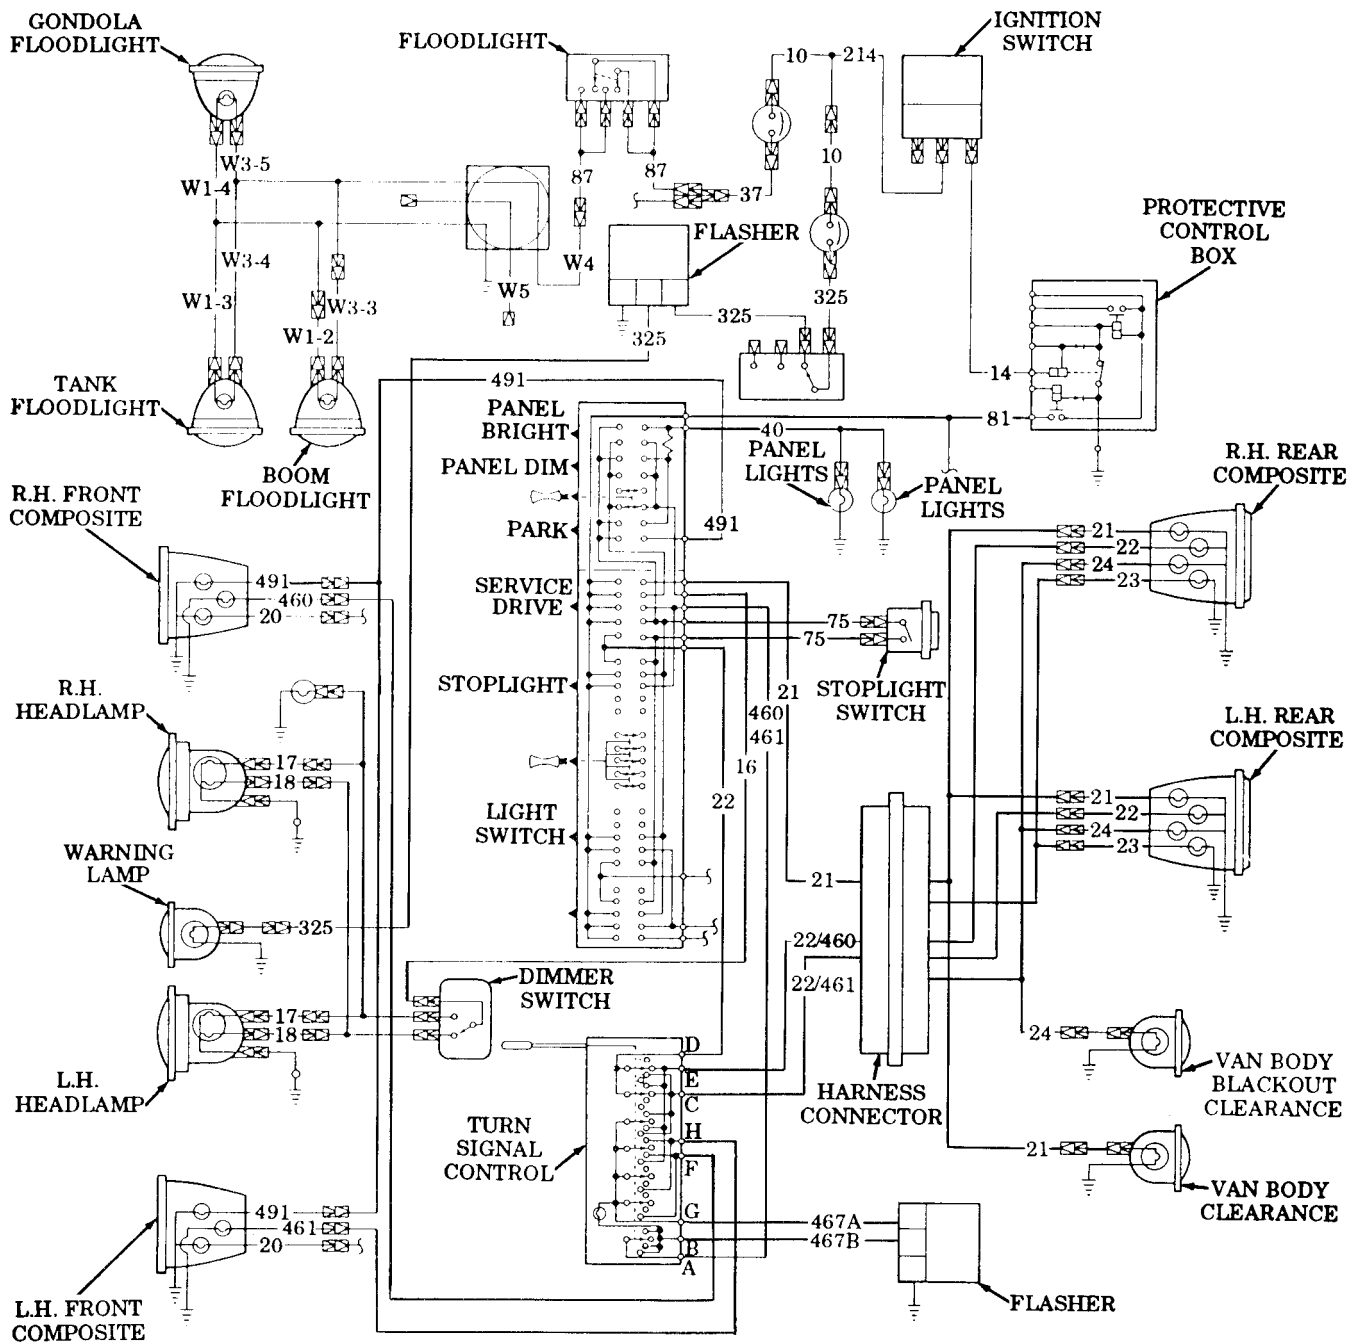 GONDOLA
FLOODLIGHT
FLOODLIGHT
IGNITION
SWITCH
10
214
W3-5
W1-4
87
87
37
10
PROTECTIVE
CONTROL
BOX
FLASHER
W3-4
W4
W5
W1-3
W3-3
W1-2
325
325
325
14
81
TANK
FLOODLIGHT
BOOM
FLOODLIGHT
491
PANEL
BRIGHT
40
PANEL DIM
PANEL
LIGHTS
PANEL
LIGHTS
PARK
491
R.H. REAR
COMPOSITE
21
22
24
23
R.H. FRONT
COMPOSITE
491
460
20
SERVICE
DRIVE
75
75
STOPLIGHT
SWITCH
STOPLIGHT
21
460
461
16
22
R.H.
HEADLAMP
17
18
L.H. REAR
COMPOSITE
21
22
24
23
LIGHT
SWITCH
WARNING
LAMP
325
21
22/460
22/461
DIMMER
SWITCH
17
18
L.H.
HEADLAMP
HARNESS
CONNECTOR
24
VAN BODY
BLACKOUT
CLEARANCE
21
VAN BODY
CLEARANCE
TURN
SIGNAL
CONTROL
D
E
C
H
F
G
B
A
467A
467B
FLASHER
491
461
20
L.H. FRONT
COMPOSITE